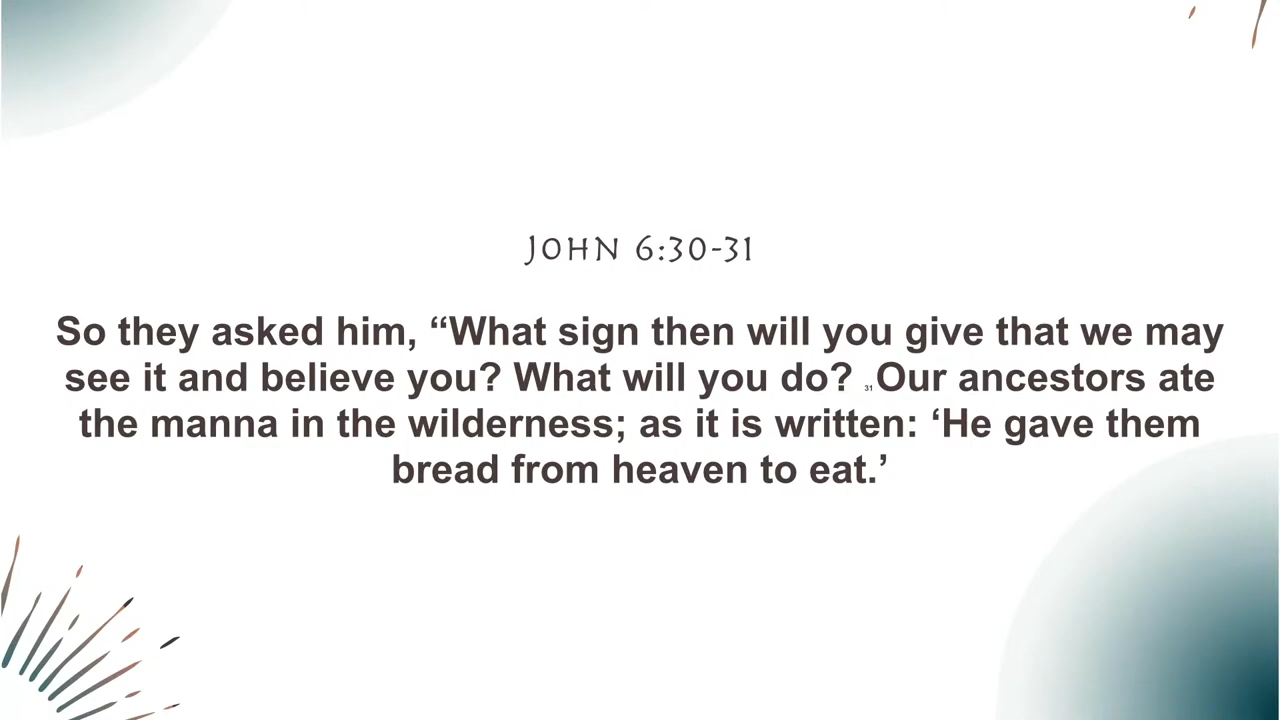 JOHN 6:30-31
So they asked him, “What sign then will you give that we may
see it and believe you? What will you do? 31 Our ancestors ate
the manna in the wilderness; as it is written: ‘He gave them
bread from heaven to eat.’